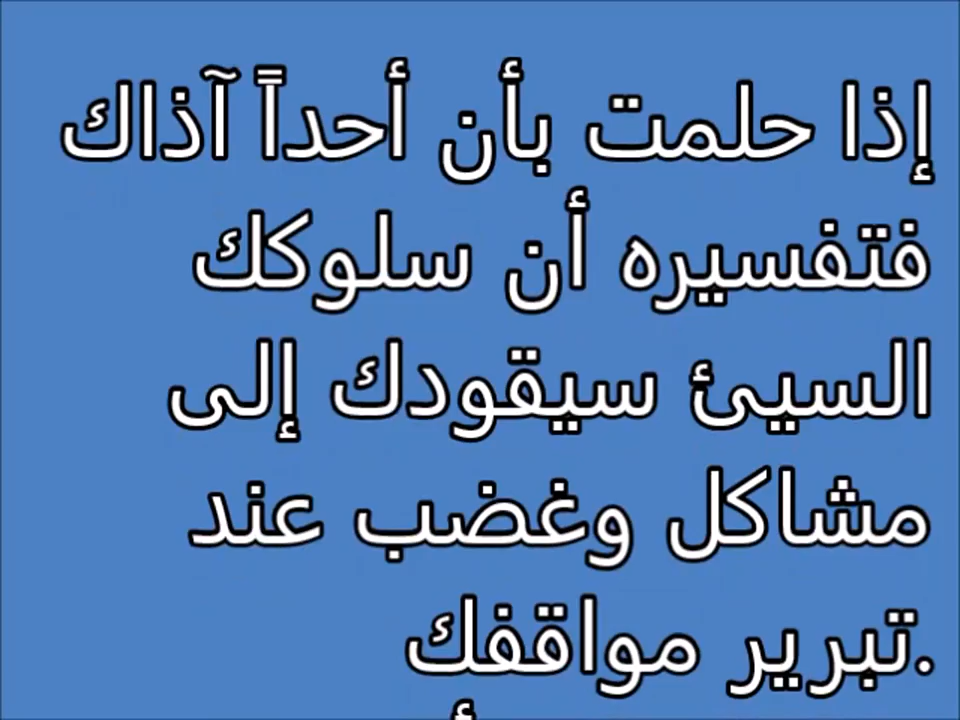 إذا حلمت بأن أحداً آذاك
فتفسيره أن سلوكك
السيئ سيقودك إلى
مشاكل وغضب عند
.تبرير مواقفك